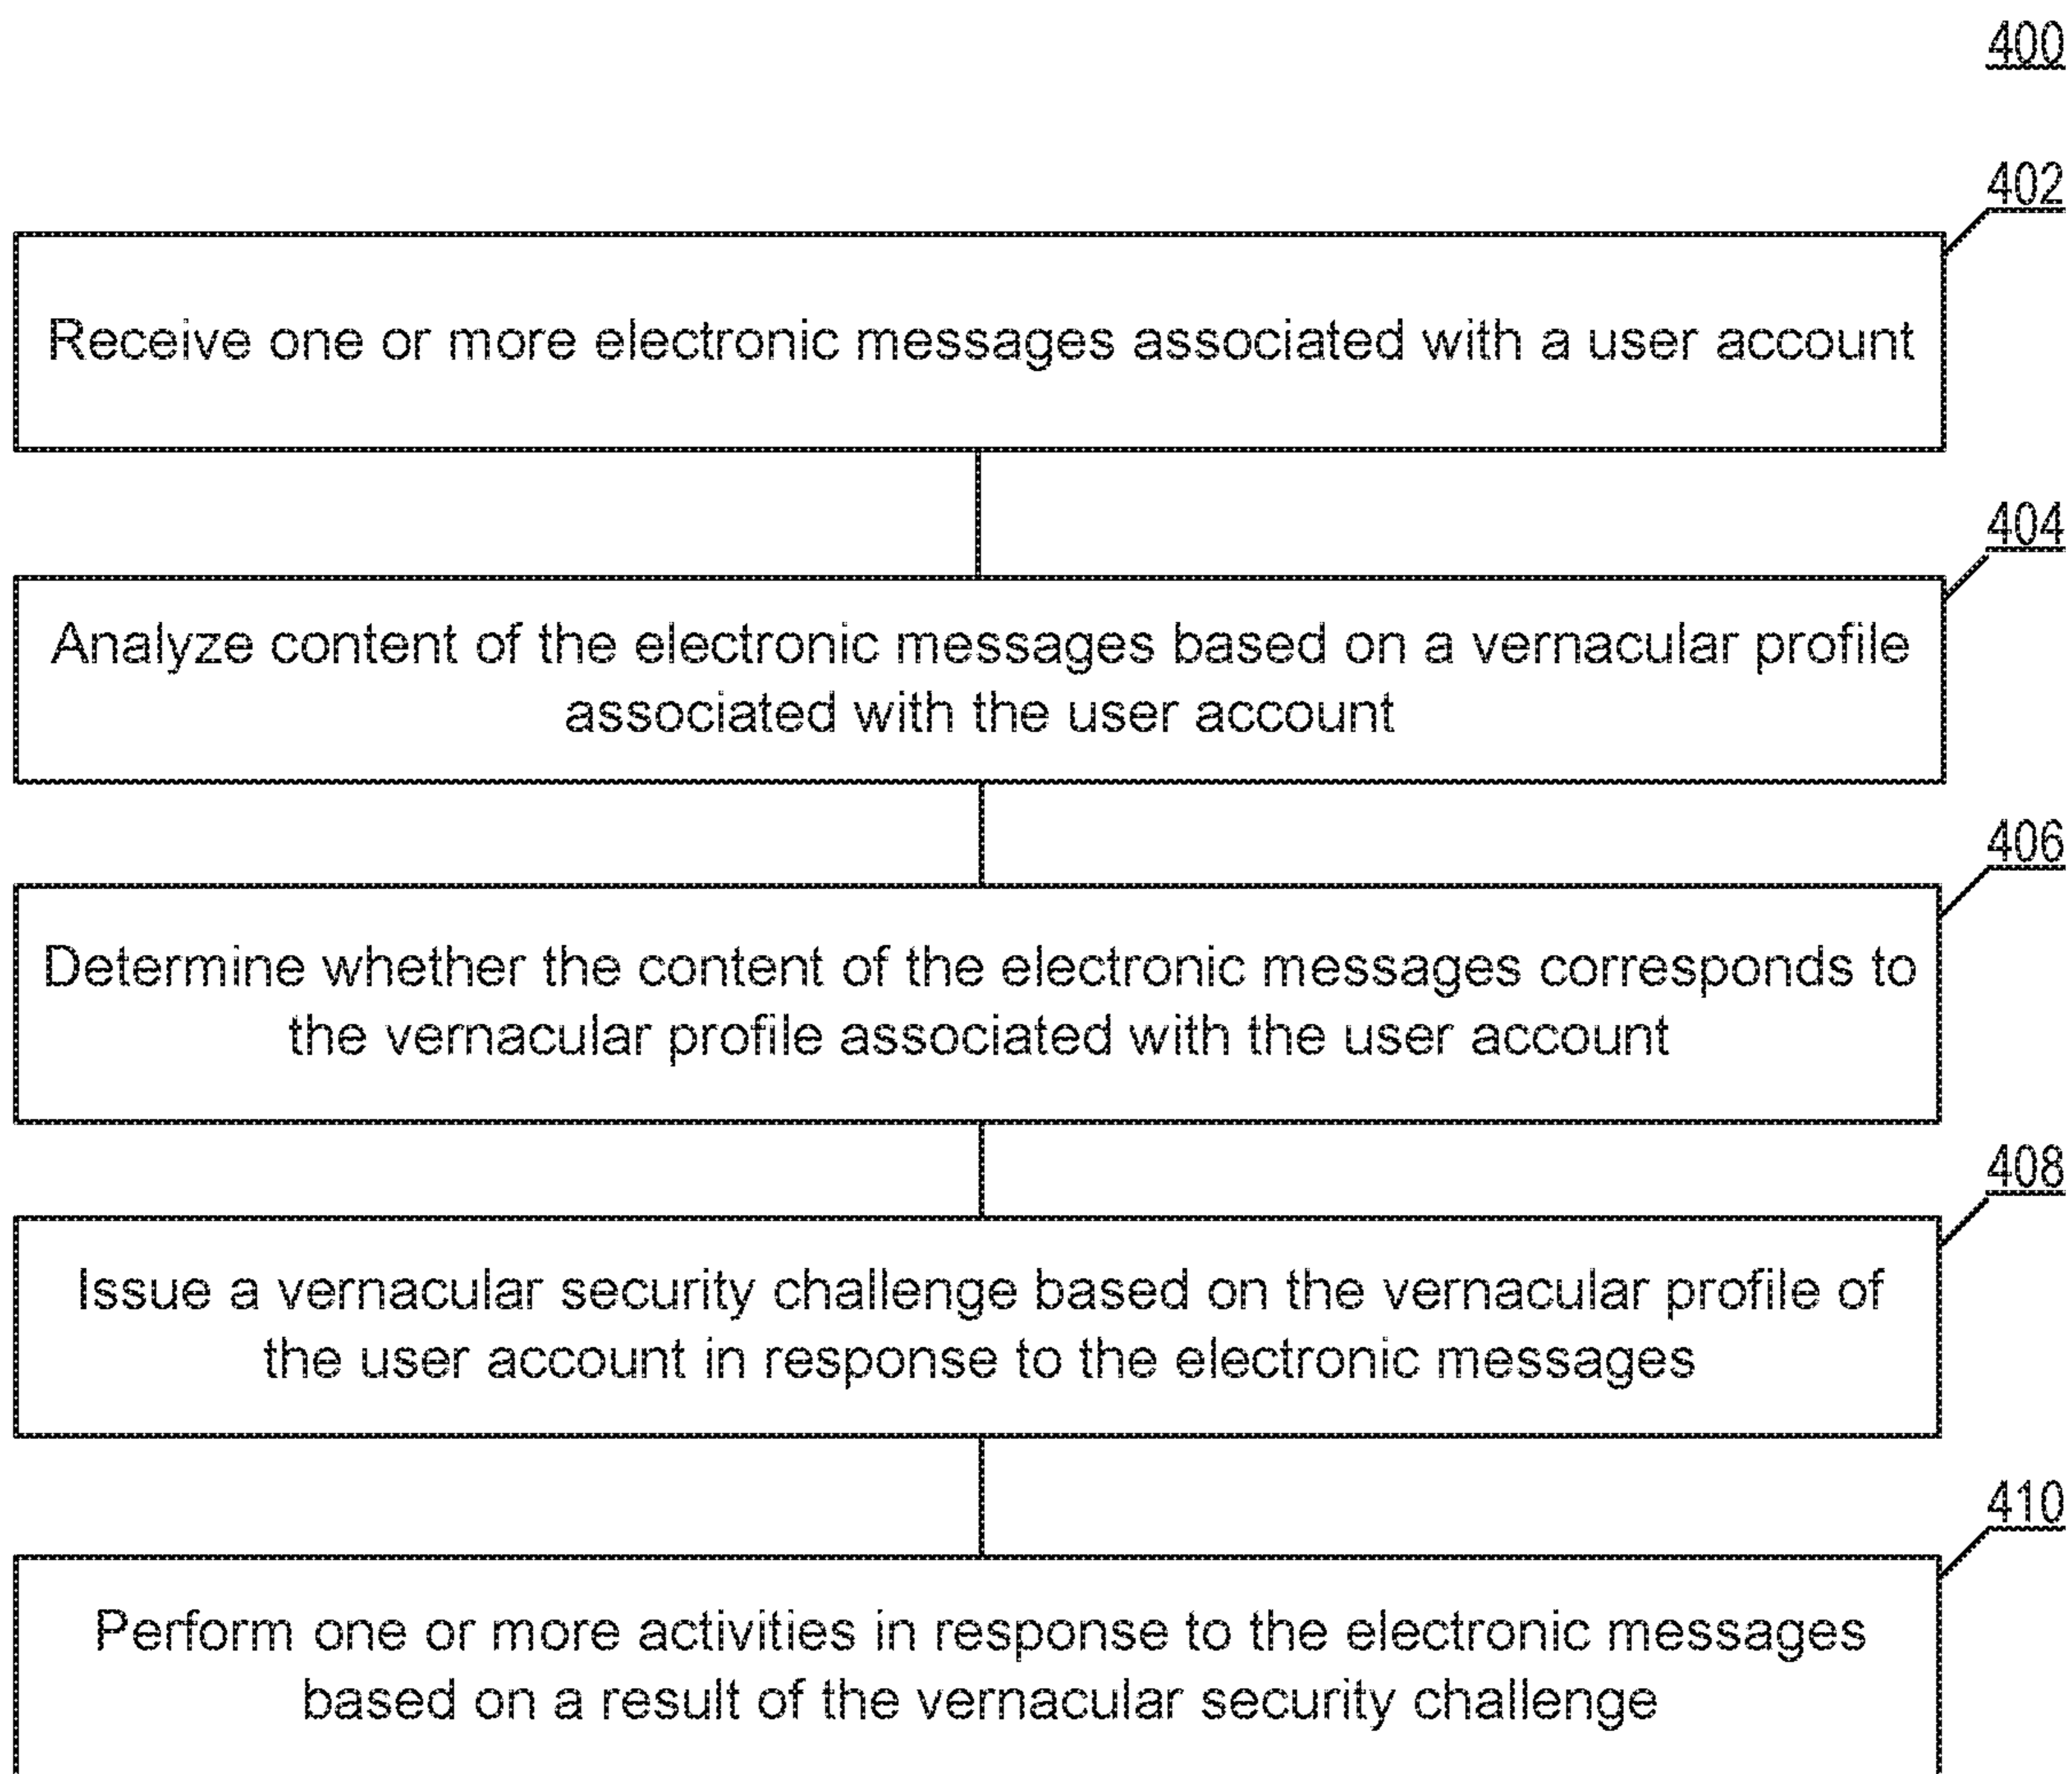 400
402
Receive one or more electronic messages associated with a user account
404
Analyze content of the electronic messages based on a vernacular profile
associated with the user account
406
Determine whether the content of the electronic messages corresponds to
the vernacular profile associated with the user account
408
Issue a vernacular security challenge based on the vernacular profile of
the user account in response to the electronic messages
410
Perform one or more activities in response to the electronic messages
based on a result of the vernacular security challenge